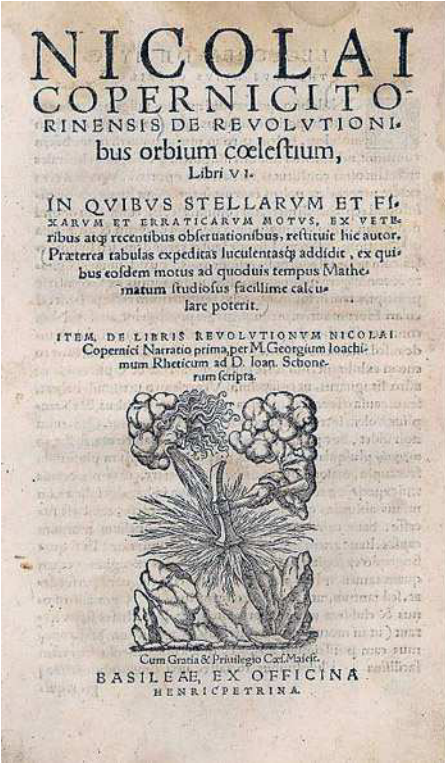 NICOLAI
COPERNICI TO-
RINENSIS DE REVOLVTIONI-
bus orbium cœlestium,
Libri VI.
IN QVIBVS STELLARVM ET FI-
XARVM ET ERRATICARVM MOTVS, EX VETE-
ribus atq; recentibus obseruationibus, restituit hic autor.
Præterea tabulas expeditas luculentasq; addidit, ex qui-
bus eosdem motus ad quoduis tempus Mathe-
matum studiosus facillime calcu-
lare poterit.
ITEM, DE LIBRIS REVOLVTIONVM NICOLAI
Copernici Narratio prima, per M. Georgium Ioachi-
mum Rheticum ad D. Ioan. Schone-
rum scripta.
Cum Gratia & Priuilegio Cæs. Maiest.
BASILEAE, EX OFFICINA
HENRICPETRINA.